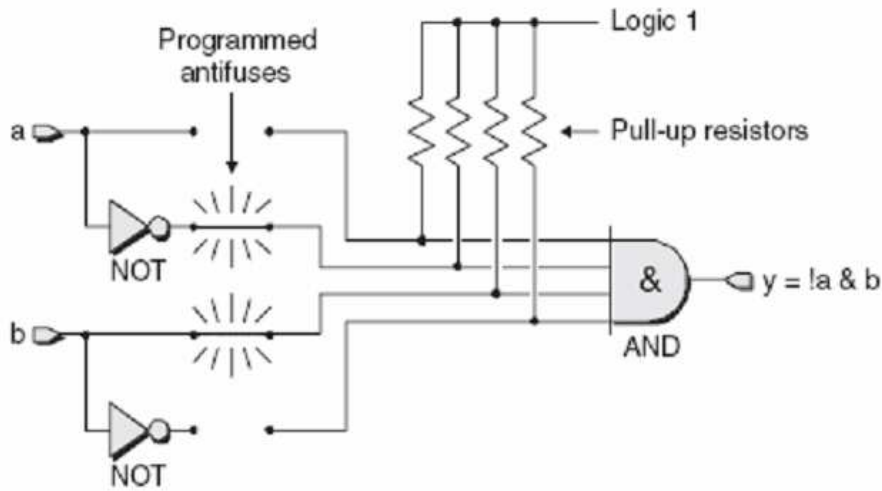 Logic 1
Programmed
antifuses
a
Pull-up resistors
NOT
&
y = !a & b
b
AND
NOT